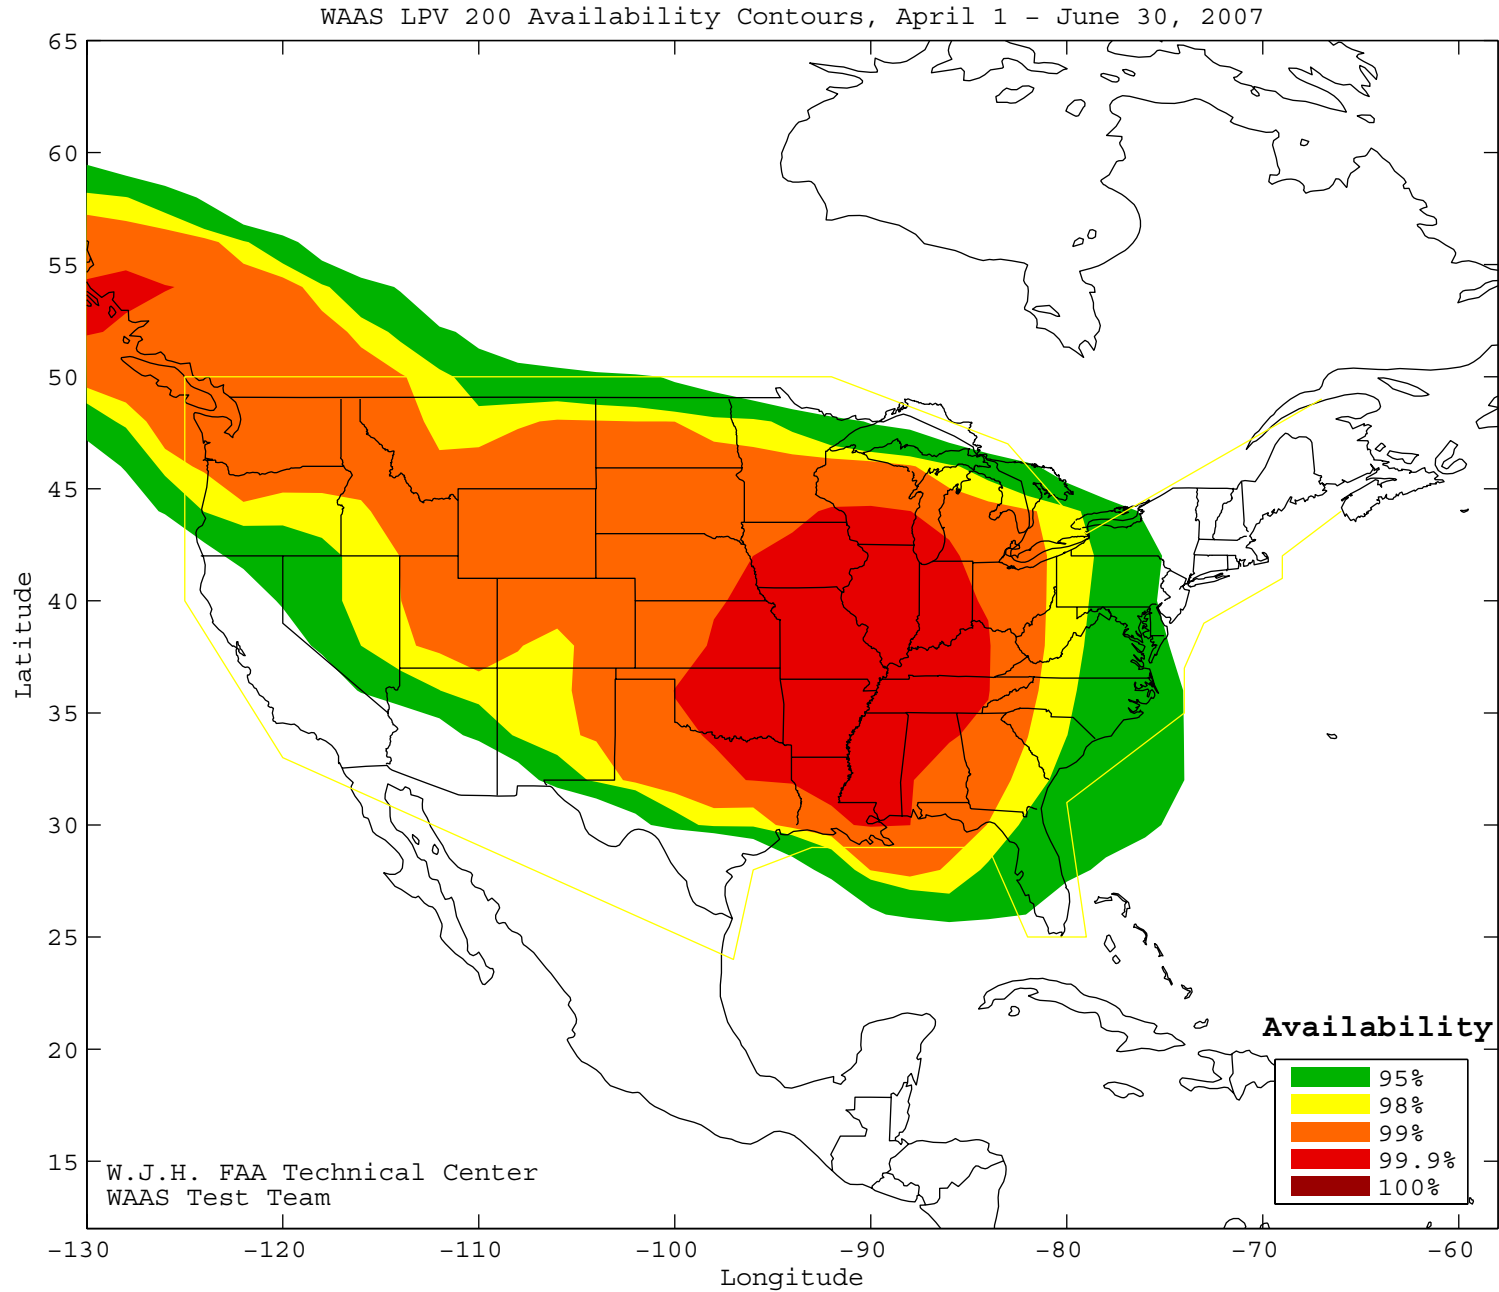 WAAS LPV 200 Availability Contours, April 1 - June 30, 2007
65
60
55
50
45
40
35
30
25
20
15
Latitude
Availability
95%
98%
99%
99.9%
100%
W.J.H. FAA Technical Center
WAAS Test Team
-130 -120 -110 -100 -90 -80 -70 -60
Longitude